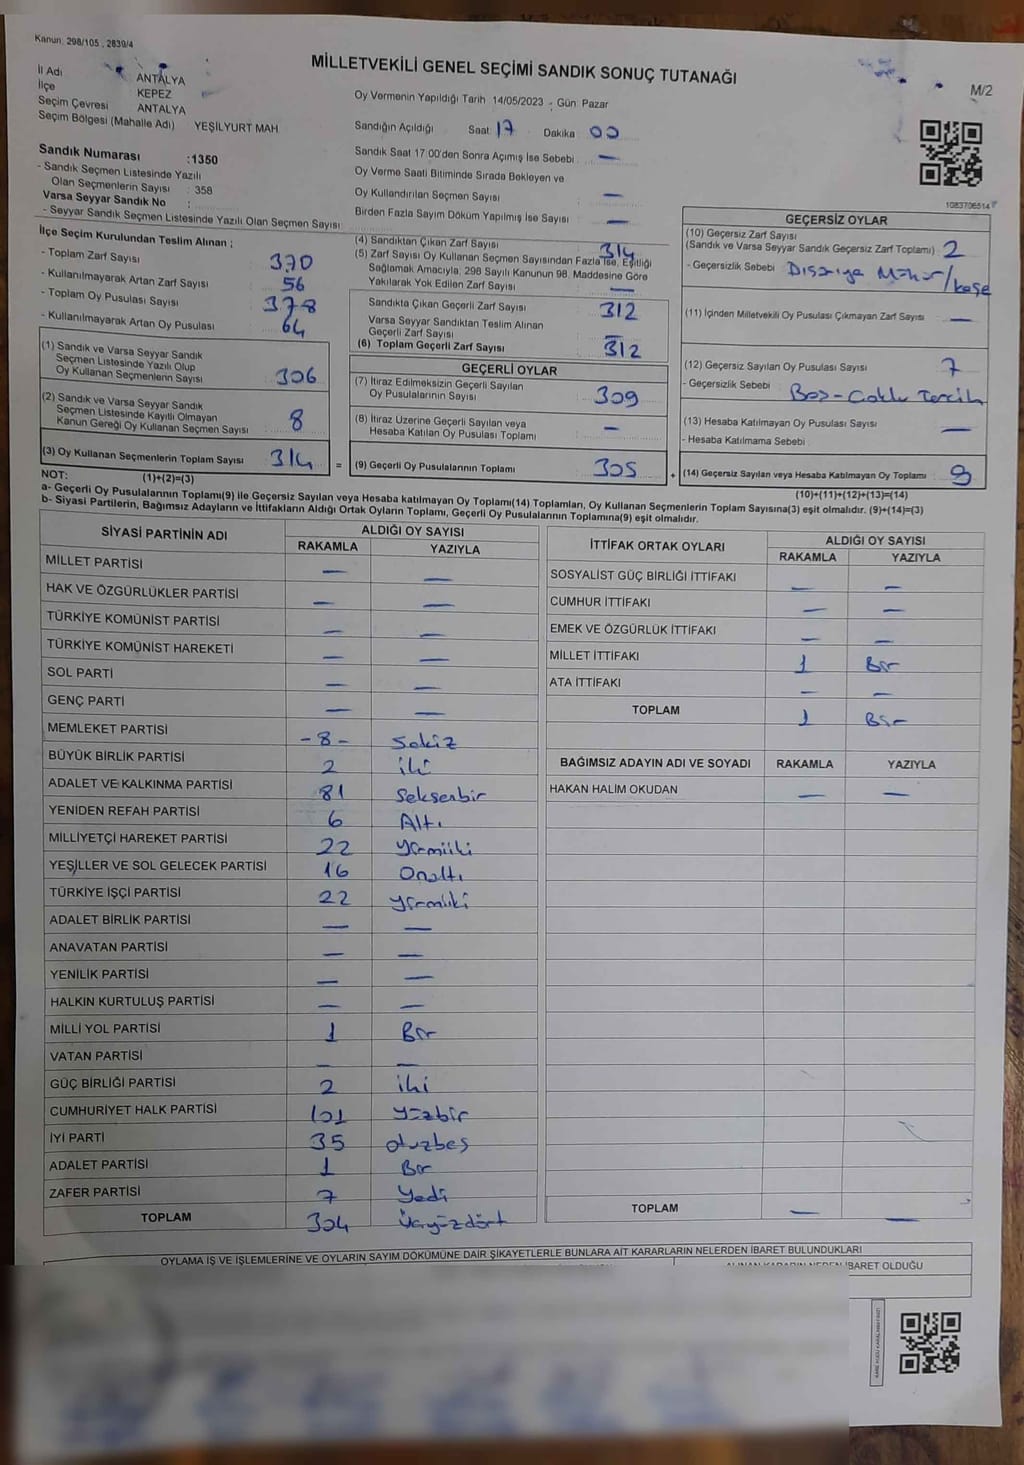 Kanun: 298/105 , 2839/4
MİLLETVEKİLİ GENEL SEÇİMİ SANDIK SONUÇ TUTANAĞI
M/2
İl Adı ANTALYA
İlçe KEPEZ
Seçim Çevresi ANTALYA
Seçim Bölgesi (Mahalle Adı) YEŞİLYURT MAH.
Sandık Numarası :1350
- Sandık Seçmen Listesinde Yazılı
Olan Seçmenlerin Sayısı : 358
Varsa Seyyar Sandık No :
- Seyyar Sandık Seçmen Listesinde Yazılı Olan Seçmen Sayısı:
Oy Vermenin Yapıldığı Tarih 14/05/2023 - Gün: Pazar
Sandığın Açıldığı Saat 17 Dakika 00
Sandık Saat 17:00'den Sonra Açımış İse Sebebi : —
Oy Verme Saati Bitiminde Sırada Bekleyen ve
Oy Kullandırılan Seçmen Sayısı —
Birden Fazla Sayım Döküm Yapılmış İse Sayısı —
1083706514
İlçe Seçim Kurulundan Teslim Alınan ;
- Toplam Zarf Sayısı 370
- Kullanılmayarak Artan Zarf Sayısı 56
- Toplam Oy Pusulası Sayısı 378
- Kullanılmayarak Artan Oy Pusulası 64
(1) Sandık ve Varsa Seyyar Sandık
Seçmen Listesinde Yazılı Olup
Oy Kullanan Seçmenlerin Sayısı 306
(2) Sandık ve Varsa Seyyar Sandık
Seçmen Listesinde Kayıtlı Olmayan
Kanun Gereği Oy Kullanan Seçmen Sayısı 8
(3) Oy Kullanan Seçmenlerin Toplam Sayısı 314
(1)+(2)=(3)
(4) Sandıktan Çıkan Zarf Sayısı 314
(5) Zarf Sayısı Oy Kullanan Seçmen Sayısından Fazla İse, Eşitliği
Sağlamak Amacıyla, 298 Sayılı Kanunun 98. Maddesine Göre
Yakılarak Yok Edilen Zarf Sayısı —
Sandıkta Çıkan Geçerli Zarf Sayısı 312
Varsa Seyyar Sandıktan Teslim Alınan
Geçerli Zarf Sayısı —
(6) Toplam Geçerli Zarf Sayısı 312
GEÇERLİ OYLAR
(7) İtiraz Edilmeksizin Geçerli Sayılan
Oy Pusulalarının Sayısı 309
(8) İtiraz Üzerine Geçerli Sayılan veya
Hesaba Katılan Oy Pusulası Toplamı —
= (9) Geçerli Oy Pusulalarının Toplamı 305
GEÇERSİZ OYLAR
(10) Geçersiz Zarf Sayısı
(Sandık ve Varsa Seyyar Sandık Geçersiz Zarf Toplamı) 2
- Geçersizlik Sebebi Dışarıya Mühür/kaşe
(11) İçinden Milletvekili Oy Pusulası Çıkmayan Zarf Sayısı —
(12) Geçersiz Sayılan Oy Pusulası Sayısı 7
- Geçersizlik Sebebi : Boş-Çoklu Tercih
(13) Hesaba Katılmayan Oy Pusulası Sayısı —
- Hesaba Katılmama Sebebi :
+ (14) Geçersiz Sayılan veya Hesaba Katılmayan Oy Toplamı : 9
(10)+(11)+(12)+(13)=(14)
NOT:
a- Geçerli Oy Pusulalarının Toplamı(9) ile Geçersiz Sayılan veya Hesaba katılmayan Oy Toplamı(14) Toplamları, Oy Kullanan Seçmenlerin Toplam Sayısına(3) eşit olmalıdır. (9)+(14)=(3)
b- Siyasi Partilerin, Bağımsız Adayların ve İttifakların Aldığı Ortak Oyların Toplamı, Geçerli Oy Pusulalarının Toplamına(9) eşit olmalıdır.
SİYASİ PARTİNİN ADI ALDIĞI OY SAYISI
RAKAMLA YAZIYLA
MİLLET PARTİSİ — —
HAK VE ÖZGÜRLÜKLER PARTİSİ — —
TÜRKİYE KOMÜNİST PARTİSİ — —
TÜRKİYE KOMÜNİST HAREKETİ — —
SOL PARTİ — —
GENÇ PARTİ — —
MEMLEKET PARTİSİ -8- Sekiz
BÜYÜK BİRLİK PARTİSİ 2 iki
ADALET VE KALKINMA PARTİSİ 81 Seksenbir
YENİDEN REFAH PARTİSİ 6 Altı
MİLLİYETÇİ HAREKET PARTİSİ 22 Yirmiiki
YEŞİLLER VE SOL GELECEK PARTİSİ 16 Onaltı
TÜRKİYE İŞÇİ PARTİSİ 22 yirmiiki
ADALET BİRLİK PARTİSİ — —
ANAVATAN PARTİSİ — —
YENİLİK PARTİSİ — —
HALKIN KURTULUŞ PARTİSİ — —
MİLLİ YOL PARTİSİ 1 Bir
VATAN PARTİSİ — —
GÜÇ BİRLİĞİ PARTİSİ 2 iki
CUMHURİYET HALK PARTİSİ 101 Yüzbir
İYİ PARTİ 35 otuzbeş
ADALET PARTİSİ 1 Bir
ZAFER PARTİSİ 7 Yedi
TOPLAM 304 Üçyüzdört
İTTİFAK ORTAK OYLARI ALDIĞI OY SAYISI
RAKAMLA YAZIYLA
SOSYALİST GÜÇ BİRLİĞİ İTTİFAKI — —
CUMHUR İTTİFAKI — —
EMEK VE ÖZGÜRLÜK İTTİFAKI — —
MİLLET İTTİFAKI 1 Bir
ATA İTTİFAKI — —
TOPLAM 1 Bir
BAĞIMSIZ ADAYIN ADI VE SOYADI RAKAMLA YAZIYLA
HAKAN HALİM OKUDAN — —
TOPLAM — —
OYLAMA İŞ VE İŞLEMLERİNE VE OYLARIN SAYIM DÖKÜMÜNE DAİR ŞİKAYETLERLE BUNLARA AİT KARARLARIN NELERDEN İBARET BULUNDUKLARI
İBARET OLDUĞU